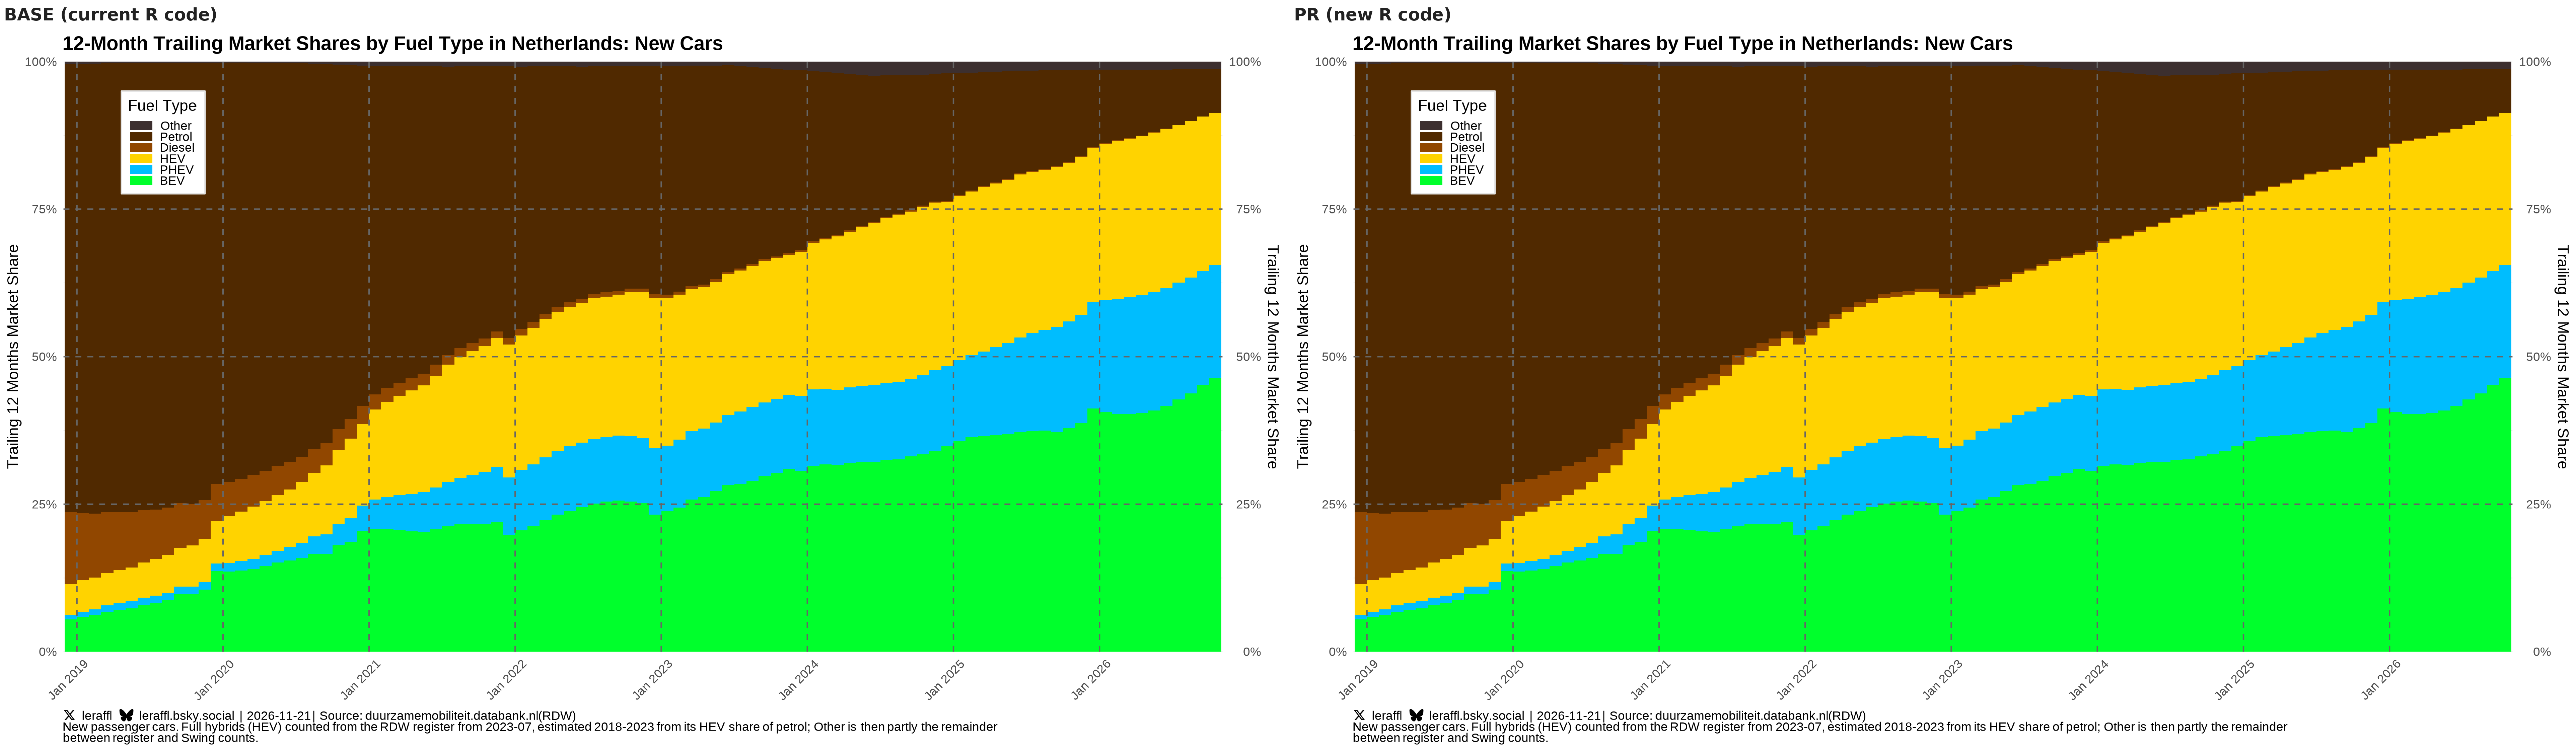 BASE (current R code)
12-Month Trailing Market Shares by Fuel Type in Netherlands: New Cars
100%
75%
50%
25%
0%
Trailing 12 Months Market Share
Fuel Type
Other
Petrol
Diesel
HEV
PHEV
BEV
100%
75%
50%
25%
0%
Trailing 12 Months Market Share
Jan 2019
Jan 2020
Jan 2021
Jan 2022
Jan 2023
Jan 2024
Jan 2025
Jan 2026
leraffl leraffl.bsky.social | 2026-11-21| Source: duurzamemobiliteit.databank.nl(RDW)
New passenger cars. Full hybrids (HEV) counted from the RDW register from 2023-07, estimated 2018-2023 from its HEV share of petrol; Other is then partly the remainder
between register and Swing counts.
PR (new R code)
12-Month Trailing Market Shares by Fuel Type in Netherlands: New Cars
100%
75%
50%
25%
0%
Trailing 12 Months Market Share
Fuel Type
Other
Petrol
Diesel
HEV
PHEV
BEV
100%
75%
50%
25%
0%
Trailing 12 Months Market Share
Jan 2019
Jan 2020
Jan 2021
Jan 2022
Jan 2023
Jan 2024
Jan 2025
Jan 2026
leraffl leraffl.bsky.social | 2026-11-21| Source: duurzamemobiliteit.databank.nl(RDW)
New passenger cars. Full hybrids (HEV) counted from the RDW register from 2023-07, estimated 2018-2023 from its HEV share of petrol; Other is then partly the remainder
between register and Swing counts.